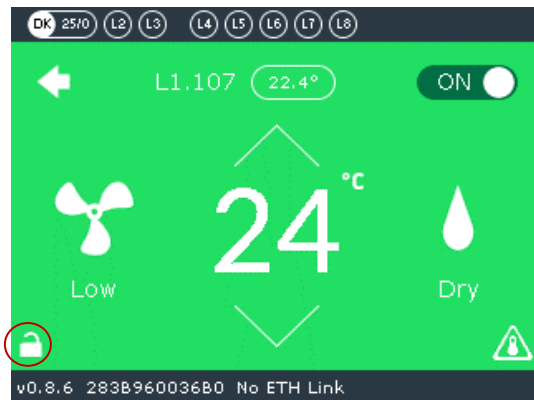 DK 25/0 L2 L3 L4 L5 L6 L7 L8
L1.107 22.4° ON
24 °C
Low Dry
v0.8.6 283B960036B0 No ETH Link